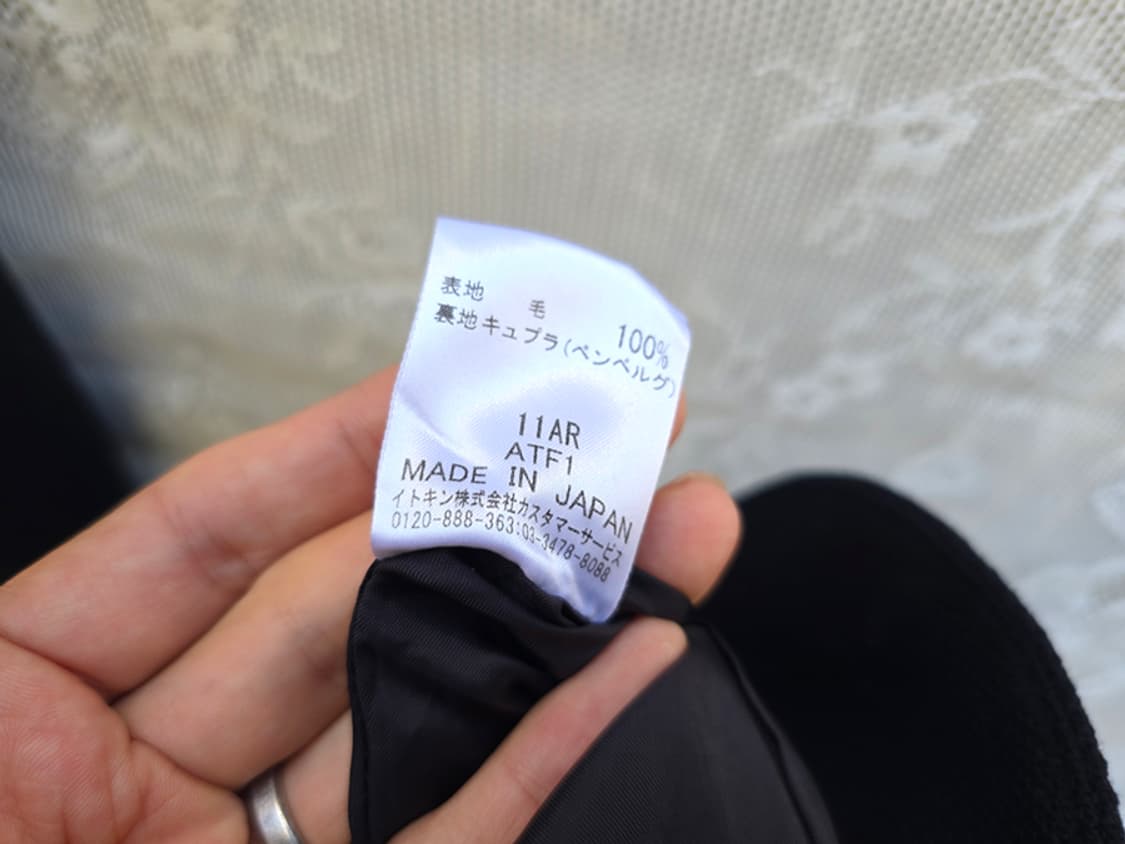 表地 毛 100%
裏地キュプラ(ベンベルグ)
11AR
ATF1
MADE IN JAPAN
イトキン株式会社カスタマーサービス
0120-888-363:03-3478-8088